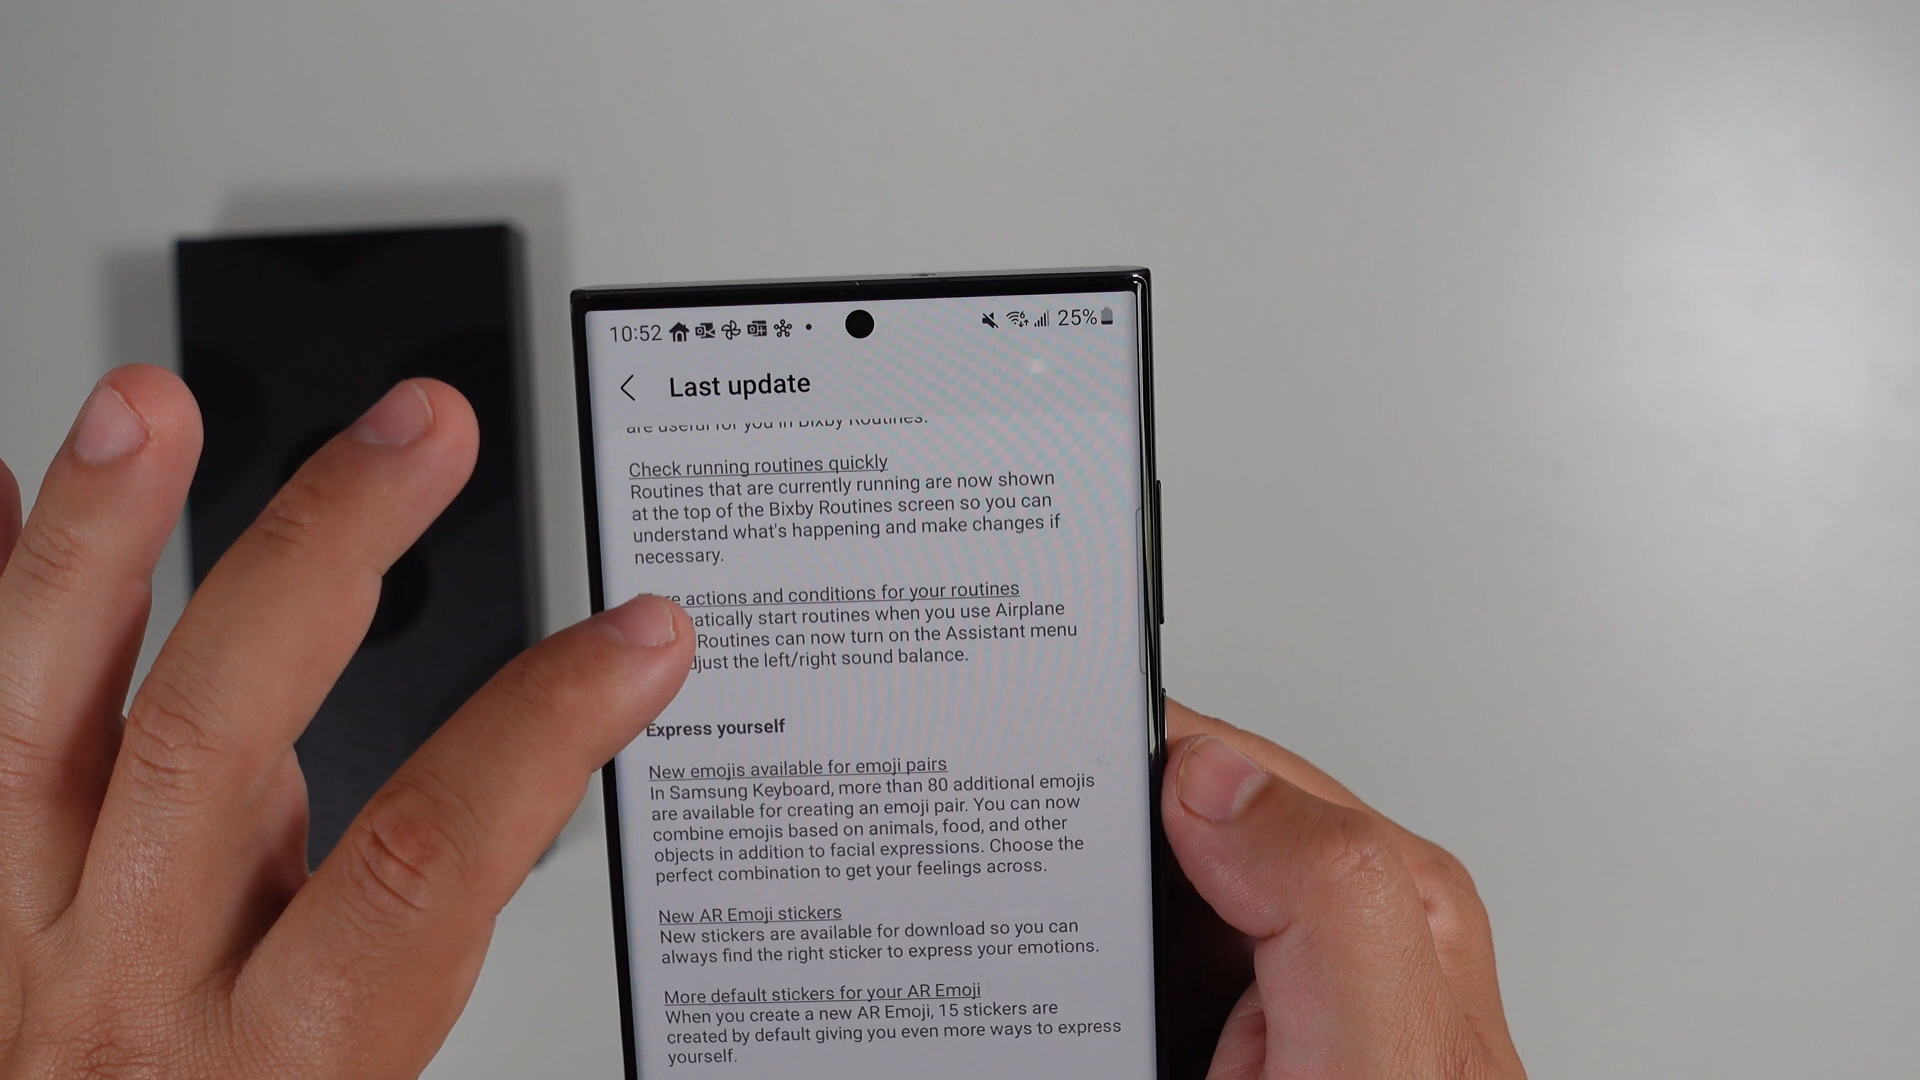 10:52 25%
Last update
are useful for you in Bixby Routines.
Check running routines quickly
Routines that are currently running are now shown
at the top of the Bixby Routines screen so you can
understand what's happening and make changes if
necessary.
actions and conditions for your routines
start routines when you use Airplane
Routines can now turn on the Assistant menu
the left/right sound balance.
Express yourself
New emojis available for emoji pairs
In Samsung Keyboard, more than 80 additional emojis
are available for creating an emoji pair. You can now
combine emojis based on animals, food, and other
objects in addition to facial expressions. Choose the
perfect combination to get your feelings across.
New AR Emoji stickers
New stickers are available for download so you can
always find the right sticker to express your emotions.
More default stickers for your AR Emoji
When you create a new AR Emoji, 15 stickers are
created by default giving you even more ways to express
yourself.